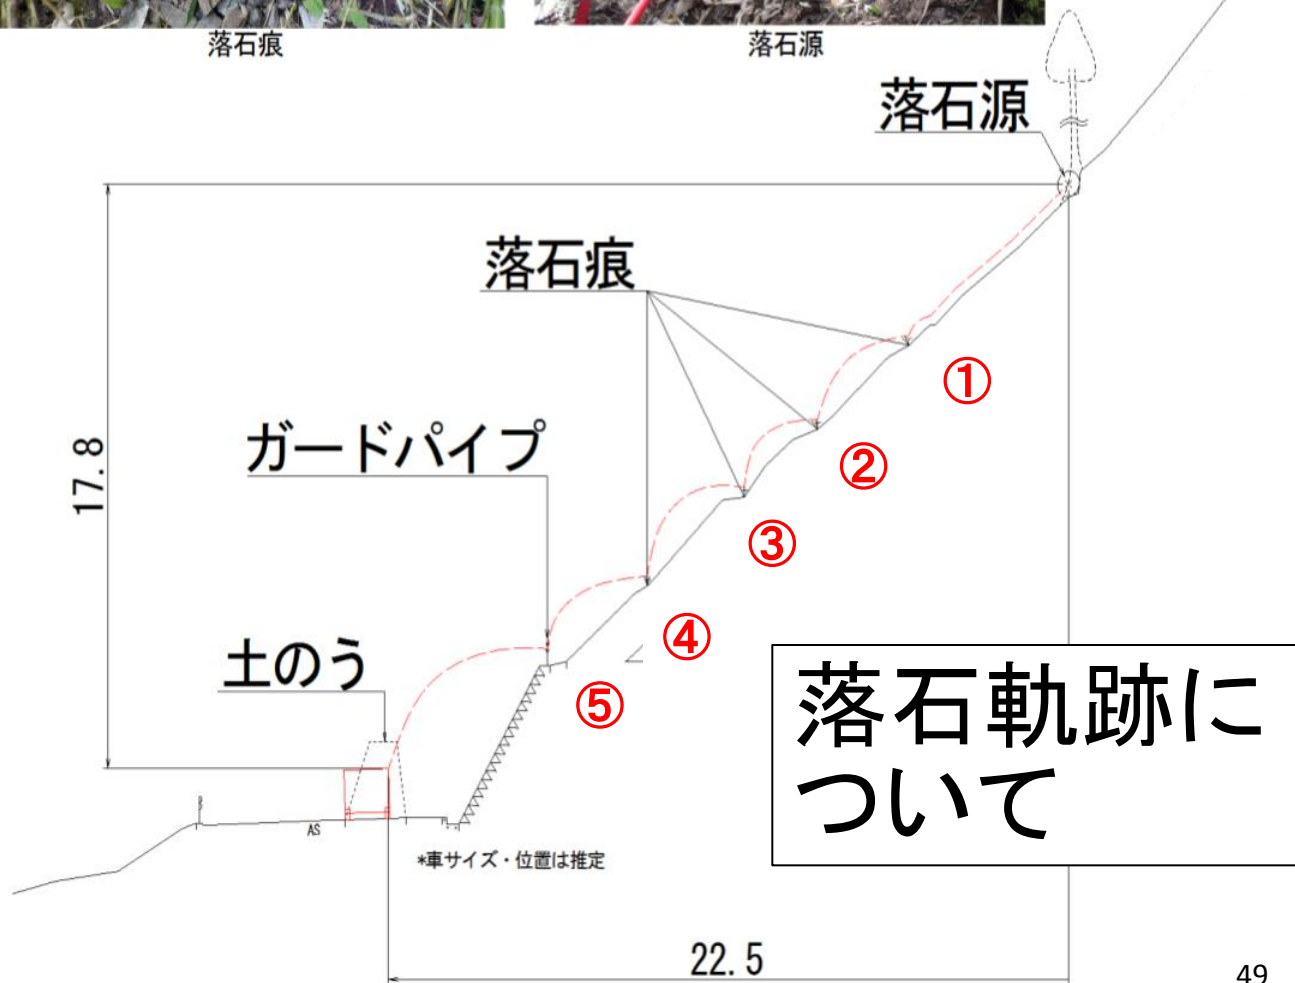 落石痕
落石源
落石源
落石痕
①
ガードパイプ
17.8
②
③
④
土のう
⑤
落石軌跡に
ついて
AS
*車サイズ・位置は推定
22.5
49